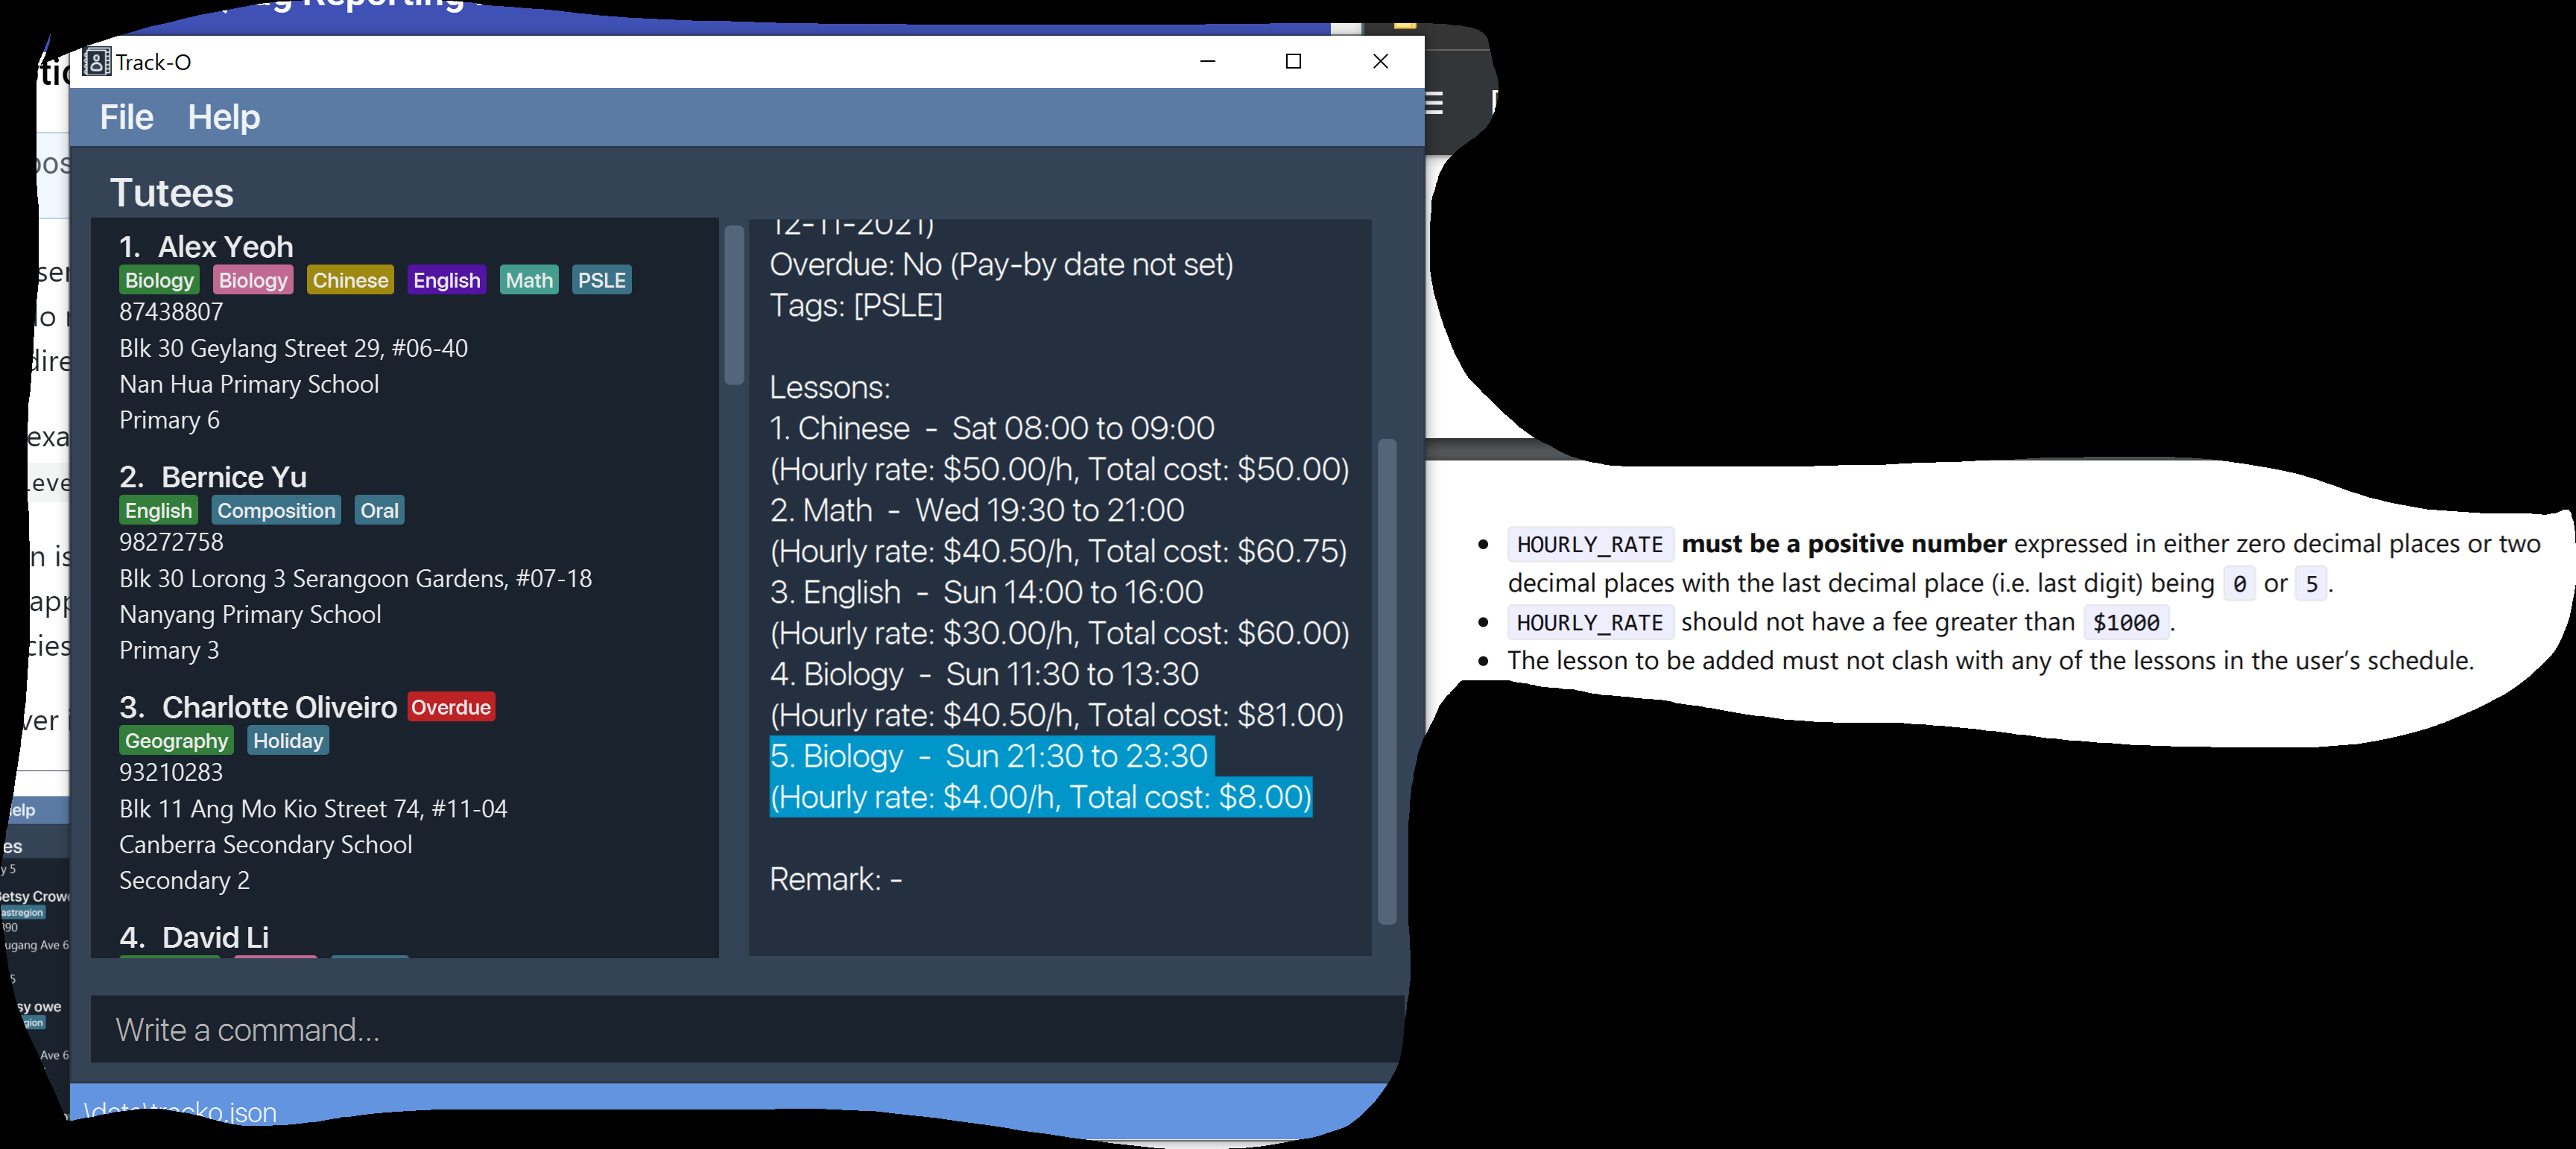 Reporting
Track-O
File Help
Tutees
1. Alex Yeoh
Biology Biology Chinese English Math PSLE
87438807
Blk 30 Geylang Street 29, #06-40
Nan Hua Primary School
Primary 6
2. Bernice Yu
English Composition Oral
98272758
Blk 30 Lorong 3 Serangoon Gardens, #07-18
Nanyang Primary School
Primary 3
3. Charlotte Oliveiro Overdue
Geography Holiday
93210283
Blk 11 Ang Mo Kio Street 74, #11-04
Canberra Secondary School
Secondary 2
4. David Li
12-11-2021)
Overdue: No (Pay-by date not set)
Tags: [PSLE]
Lessons:
1. Chinese - Sat 08:00 to 09:00
(Hourly rate: $50.00/h, Total cost: $50.00)
2. Math - Wed 19:30 to 21:00
(Hourly rate: $40.50/h, Total cost: $60.75)
3. English - Sun 14:00 to 16:00
(Hourly rate: $30.00/h, Total cost: $60.00)
4. Biology - Sun 11:30 to 13:30
(Hourly rate: $40.50/h, Total cost: $81.00)
5. Biology - Sun 21:30 to 23:30
(Hourly rate: $4.00/h, Total cost: $8.00)
Remark: -
Write a command...
\data\tracko.json
• HOURLY_RATE must be a positive number expressed in either zero decimal places or two
decimal places with the last decimal place (i.e. last digit) being 0 or 5.
• HOURLY_RATE should not have a fee greater than $1000.
• The lesson to be added must not clash with any of the lessons in the user's schedule.